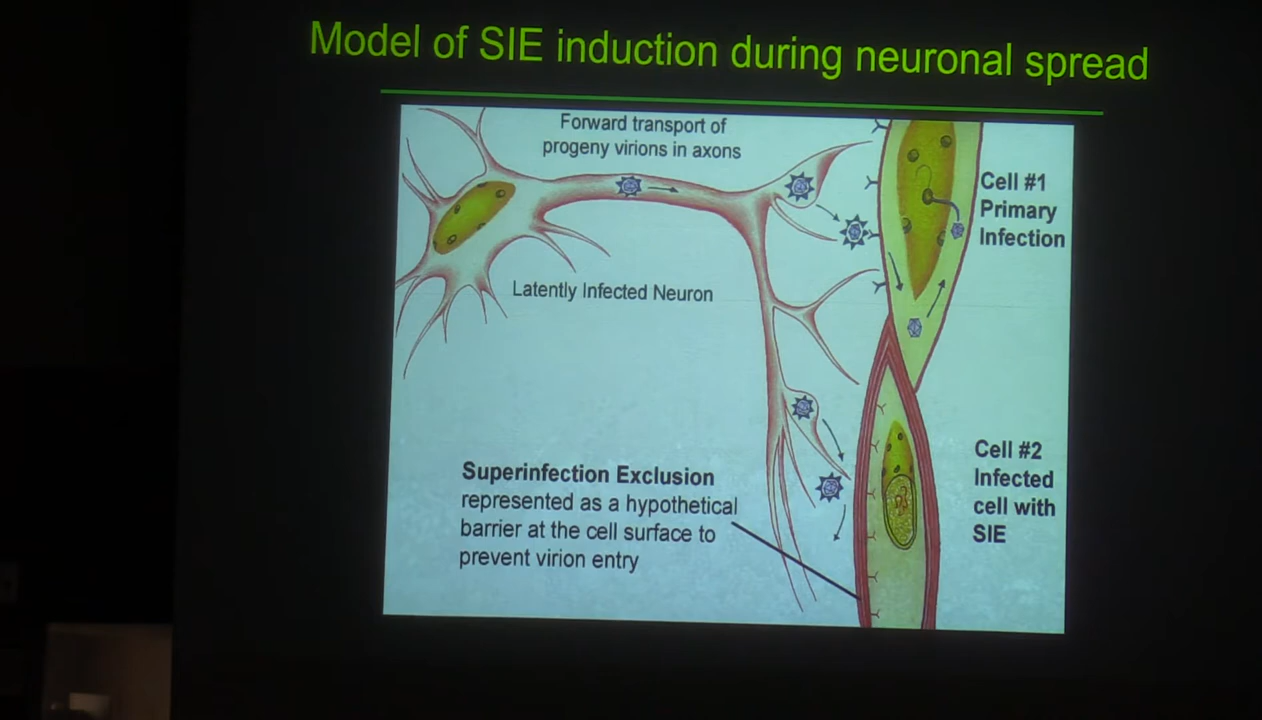 Model of SIE induction during neuronal spread
Forward transport of
progeny virions in axons
Cell #1
Primary
Infection
Latently Infected Neuron
Superinfection Exclusion
represented as a hypothetical
barrier at the cell surface to
prevent virion entry
Cell #2
Infected
cell with
SIE